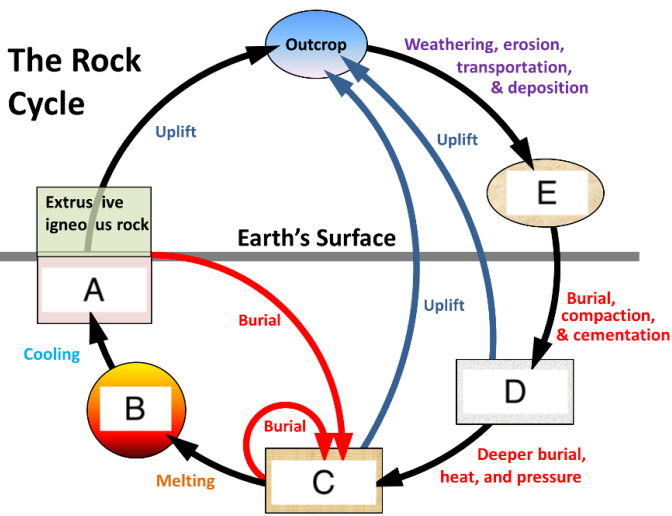 The Rock
Cycle
Outcrop
Weathering, erosion,
transportation,
& deposition
Uplift
Uplift
E
Extrusive
igneous rock
Earth's Surface
A
Burial
Uplift
Burial,
compaction,
& cementation
Cooling
B
D
Burial
Melting
C
Deeper burial,
heat, and pressure